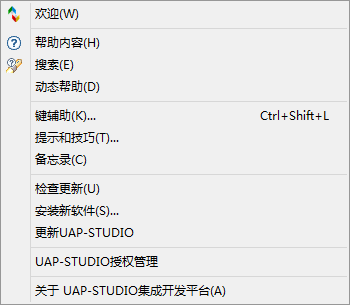 欢迎(W)
帮助内容(H)
搜索(E)
动态帮助(D)
键辅助(K)... Ctrl+Shift+L
提示和技巧(T)...
备忘录(C)
检查更新(U)
安装新软件(S)...
更新UAP-STUDIO
UAP-STUDIO授权管理
关于 UAP-STUDIO集成开发平台(A)